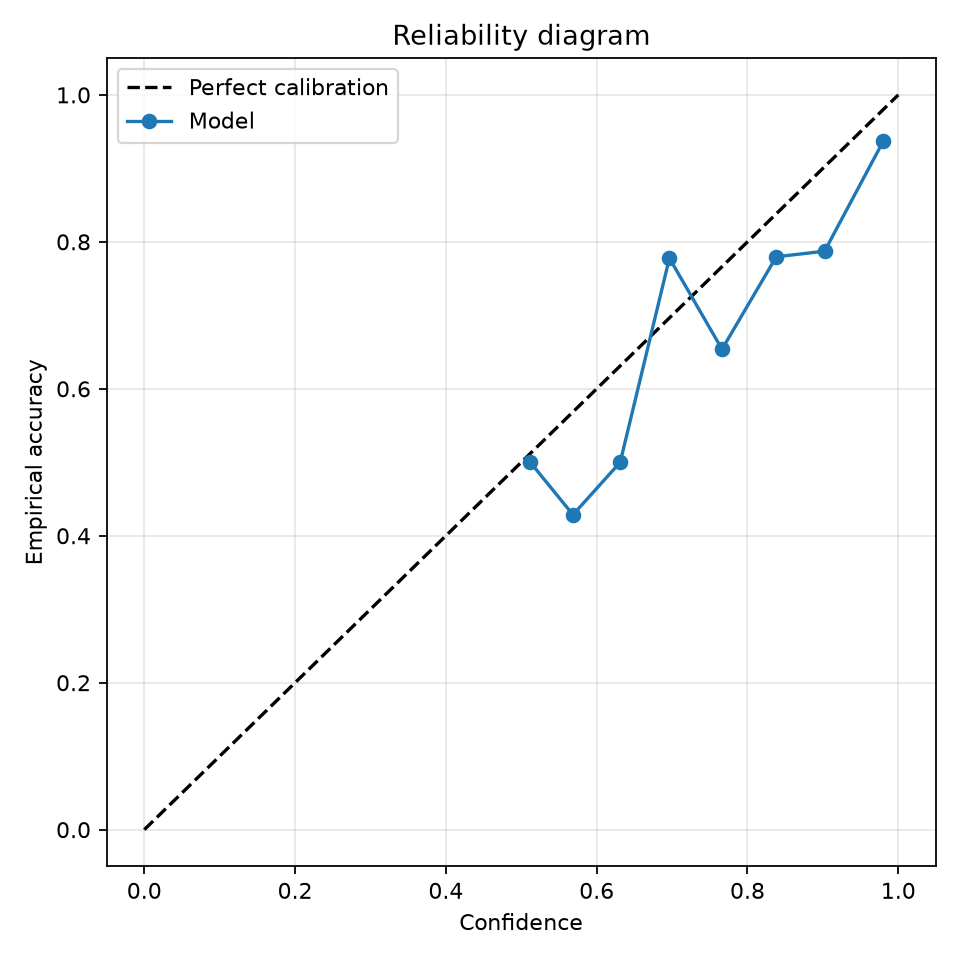 Reliability diagram
Perfect calibration
Model
Empirical accuracy
1.0
0.8
0.6
0.4
0.2
0.0
0.0 0.2 0.4 0.6 0.8 1.0
Confidence